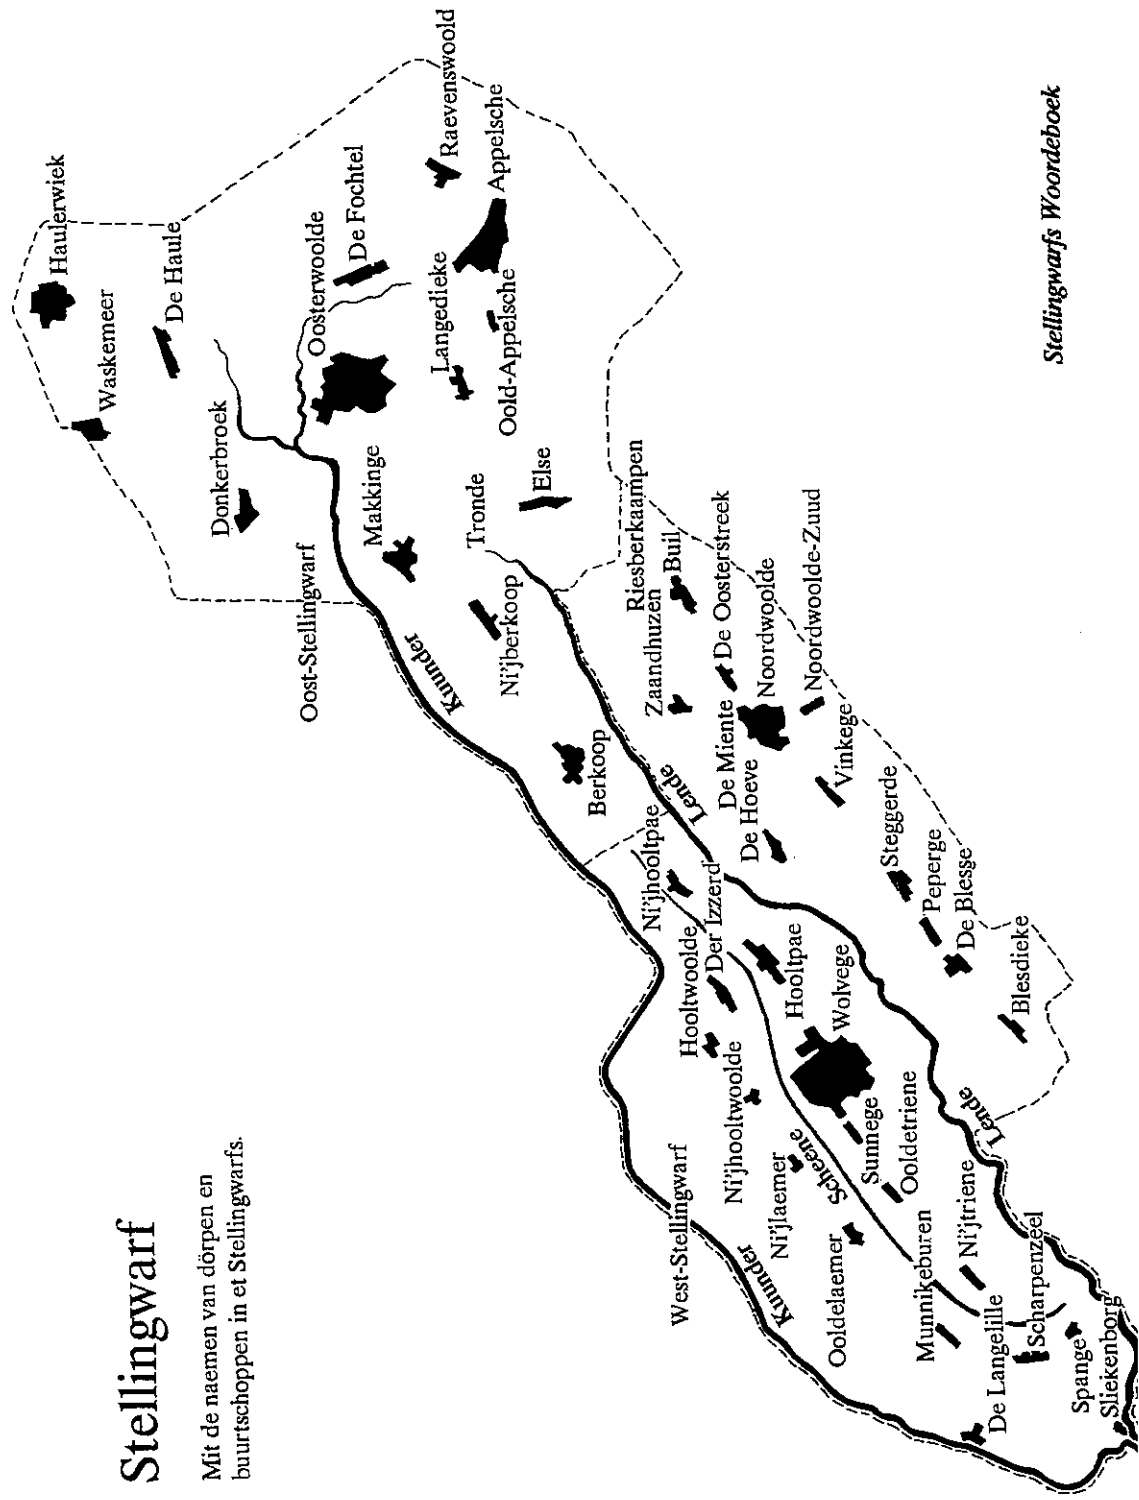 Stellingwarf
Mit de naemen van dörpen en
buurtschoppen in et Stellingwarfs.
Haulerwiek
Waskemeer
De Haule
Donkerbroek
Oosterwoolde
De Fochtel
Raevenswoold
Appelsche
Langedieke
Oold-Appelsche
Oost-Stellingwarf
Makkinge
Tronde
Else
Kuunder
Ni'jberkoop
Berkoop
Riesberkaampen
Buil
Zaandhuzen
De Oosterstreek
De Miente
Noordwoolde
Noordwoolde-Zuud
Lende
De Hoeve
Vinkege
Ni'jhooltpae
Der Izzerd
Hooltwoolde
Hooltpae
Steggerde
Peperge
De Blesse
Blesdieke
Wolvege
Ni'jhooltwoolde
West-Stellingwarf
Ni'jlaemer
Scheene
Sunnege
Ooldetriene
Lende
Kuunder
Ooldelaemer
Munnikeburen
Ni'jtriene
De Langelille
Scharpenzeel
Spange
Sliekenborg
Stellingwarfs Woordeboek